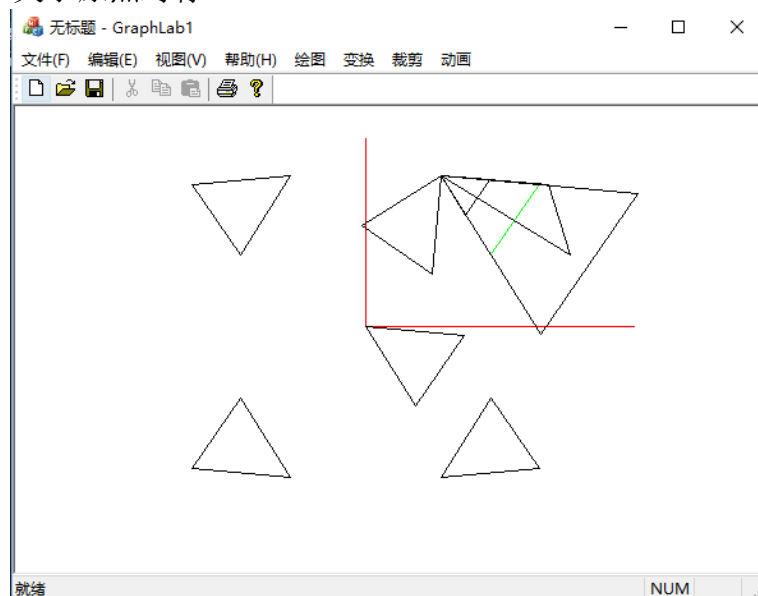 无标题 - GraphLab1
文件(F) 编辑(E) 视图(V) 帮助(H) 绘图 变换 裁剪 动画
就绪
NUM